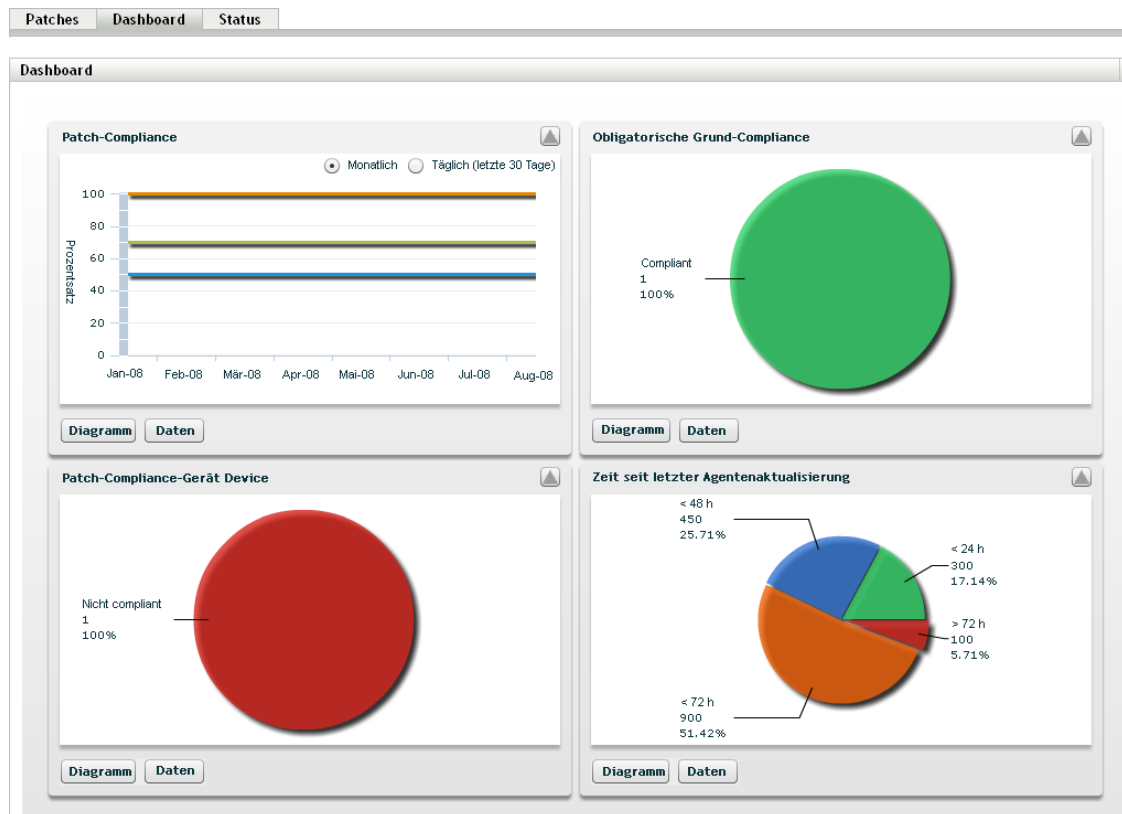 Patches Dashboard Status
Dashboard
Patch-Compliance
Monatlich Täglich (letzte 30 Tage)
100
80
60
40
20
0
Prozentsatz
Jan-08 Feb-08 Mär-08 Apr-08 Mai-08 Jun-08 Jul-08 Aug-08
Diagramm Daten
Obligatorische Grund-Compliance
Compliant
1
100%
Diagramm Daten
Patch-Compliance-Gerät Device
Nicht compliant
1
100%
Diagramm Daten
Zeit seit letzter Agentenaktualisierung
< 48 h
450
25.71%
< 24 h
300
17.14%
> 72 h
100
5.71%
< 72 h
900
51.42%
Diagramm Daten